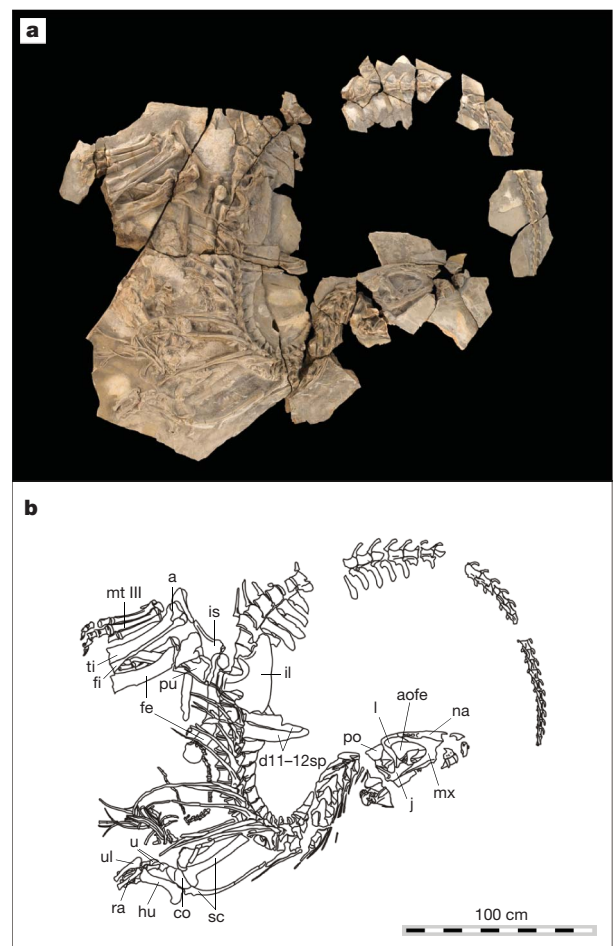 a
b
mt III
a
is
ti
fi
pu
il
fe
l
aofe
na
po
d11–12sp
j
mx
u
ul
ra
hu
co
sc
100 cm